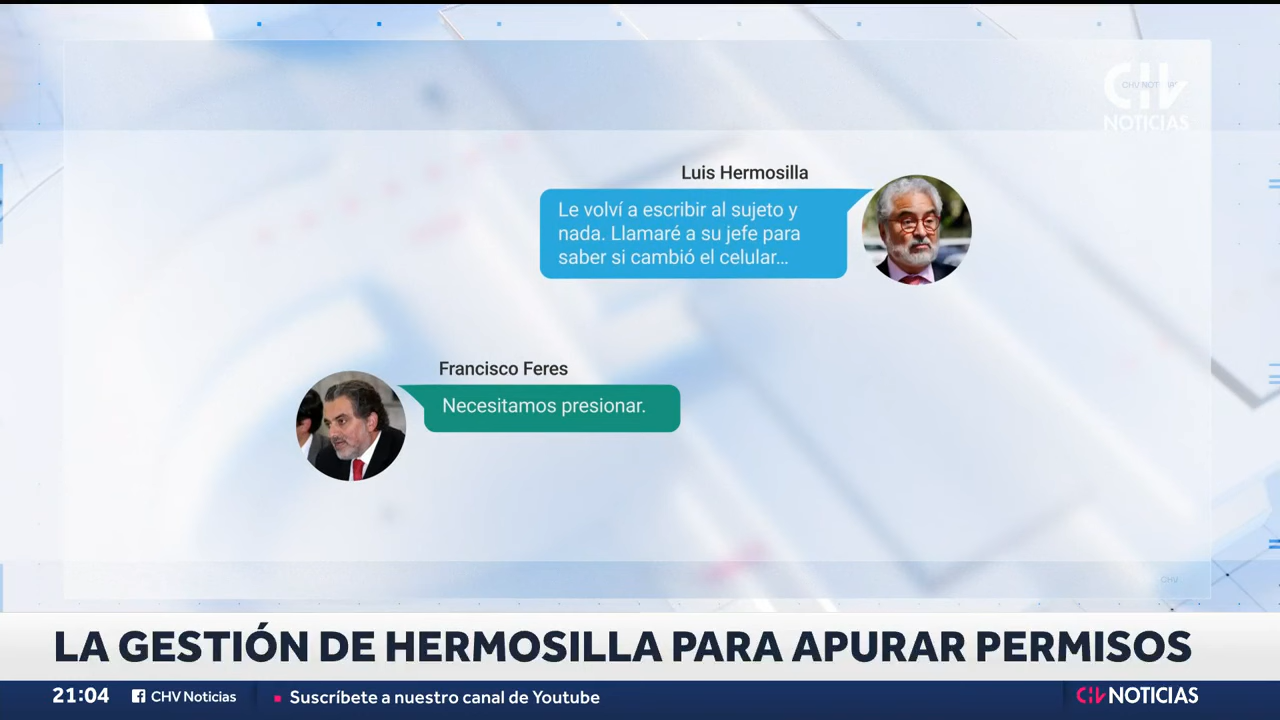 CHV
NOTICIAS
Luis Hermosilla
Le volví a escribir al sujeto y
nada. Llamaré a su jefe para
saber si cambió el celular...
Francisco Feres
Necesitamos presionar.
CHV
LA GESTIÓN DE HERMOSILLA PARA APURAR PERMISOS
21:04 CHV Noticias Suscríbete a nuestro canal de Youtube CHV NOTICIAS